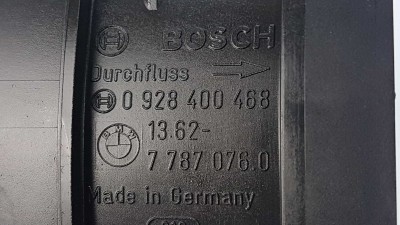 BOSCH
Durchfluss
0 928 400 468
13.62-
7 787 076.0
Made in Germany